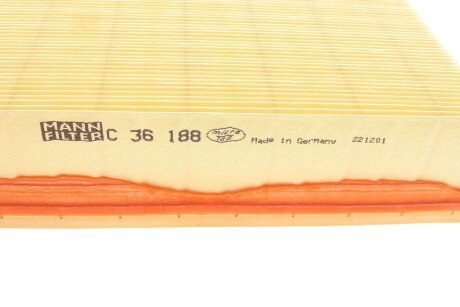 MANN
FILTER C 36 188 micro
TOP Made in Germany 221201